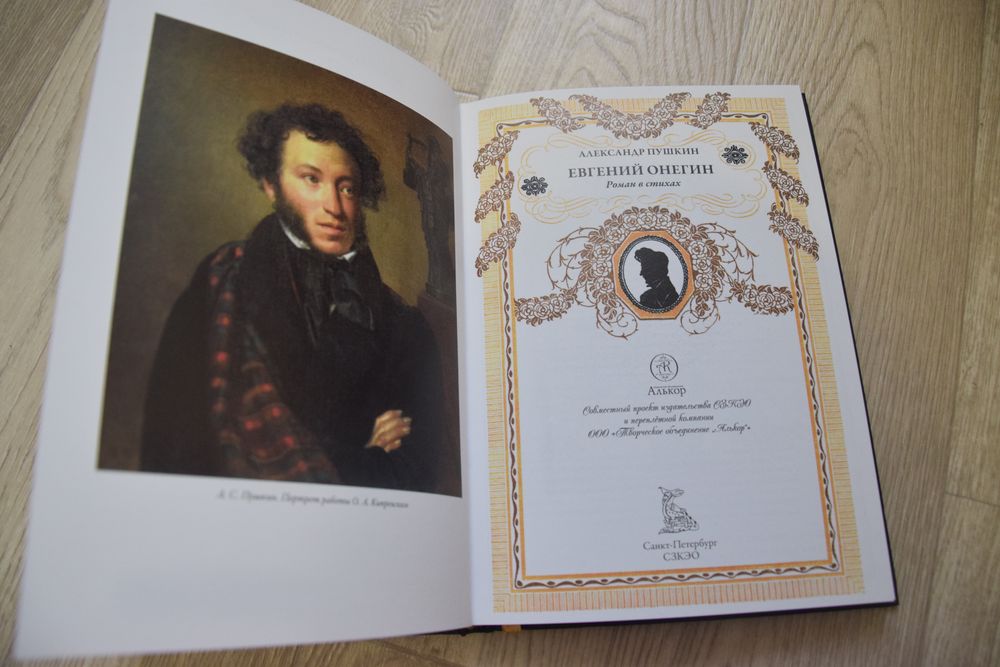 А. С. Пушкин. Портрет работы О. А. Кипренского
АЛЕКСАНДР ПУШКИН
ЕВГЕНИЙ ОНЕГИН
Роман в стихах
АК
Алькор
Совместный проект издательства СЗКЭО
и переплётной компании
ООО «Творческое объединение „Алькор“»
Санкт-Петербург
СЗКЭО